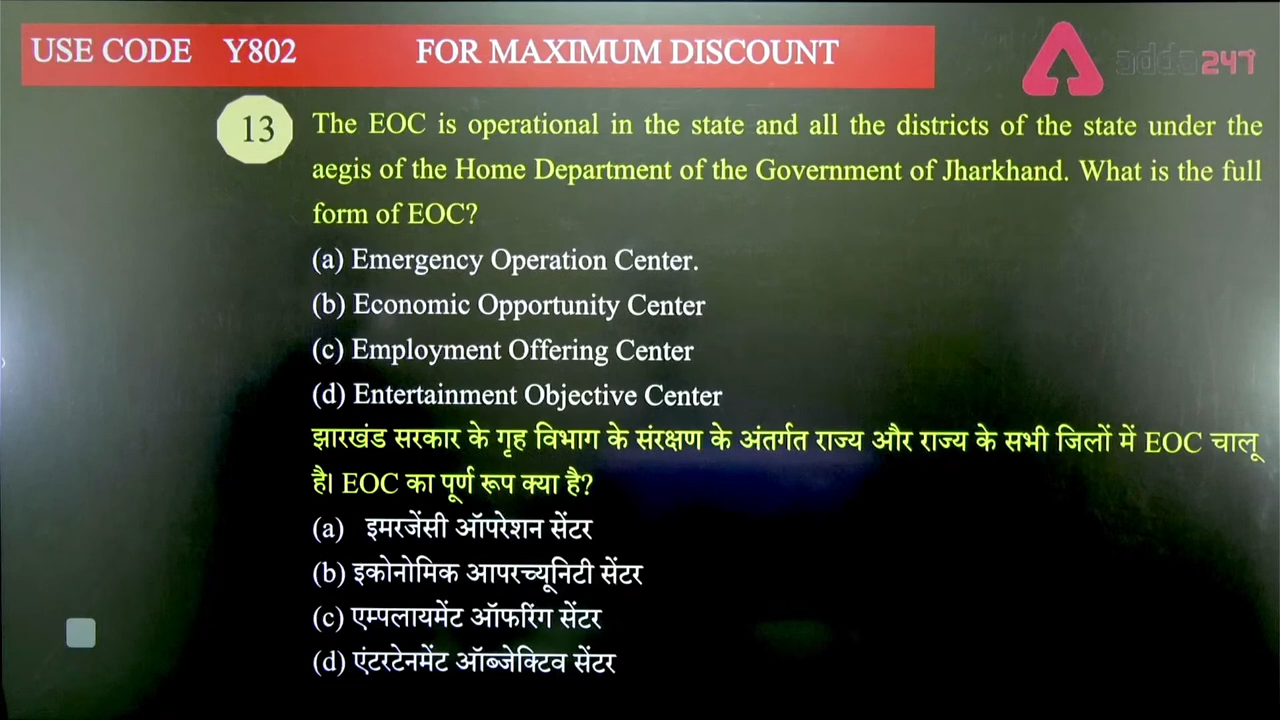 USE CODE Y802 FOR MAXIMUM DISCOUNT
adda247
13
The EOC is operational in the state and all the districts of the state under the
aegis of the Home Department of the Government of Jharkhand. What is the full
form of EOC?
(a) Emergency Operation Center.
(b) Economic Opportunity Center
(c) Employment Offering Center
(d) Entertainment Objective Center
झारखंड सरकार के गृह विभाग के संरक्षण के अंतर्गत राज्य और राज्य के सभी जिलों में EOC चालू
है। EOC का पूर्ण रूप क्या है?
(a) इमरजेंसी ऑपरेशन सेंटर
(b) इकोनोमिक आपरच्यूनिटी सेंटर
(c) एम्पलायमेंट ऑफरिंग सेंटर
(d) एंटरटेनमेंट ऑब्जेक्टिव सेंटर